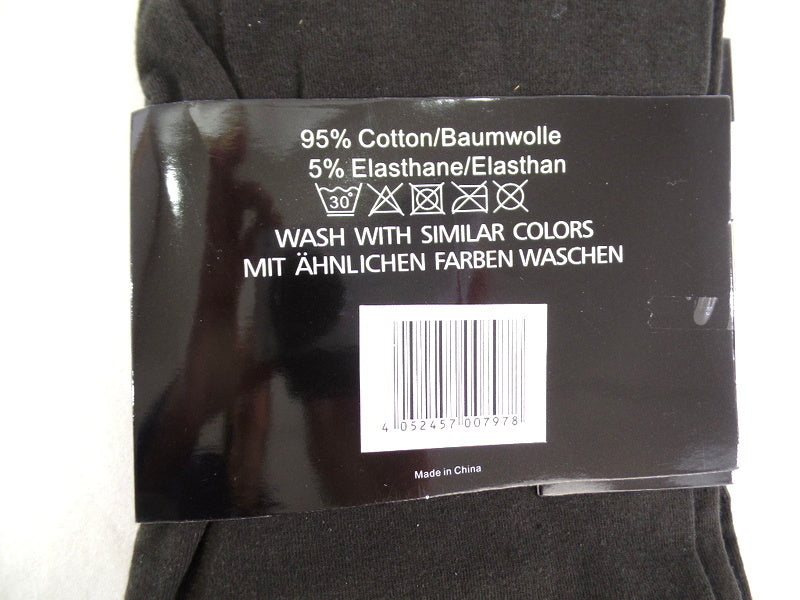 95% Cotton/Baumwolle
5% Elasthane/Elasthan
30°
WASH WITH SIMILAR COLORS
MIT ÄHNLICHEN FARBEN WASCHEN
4 052457 007978
Made in China